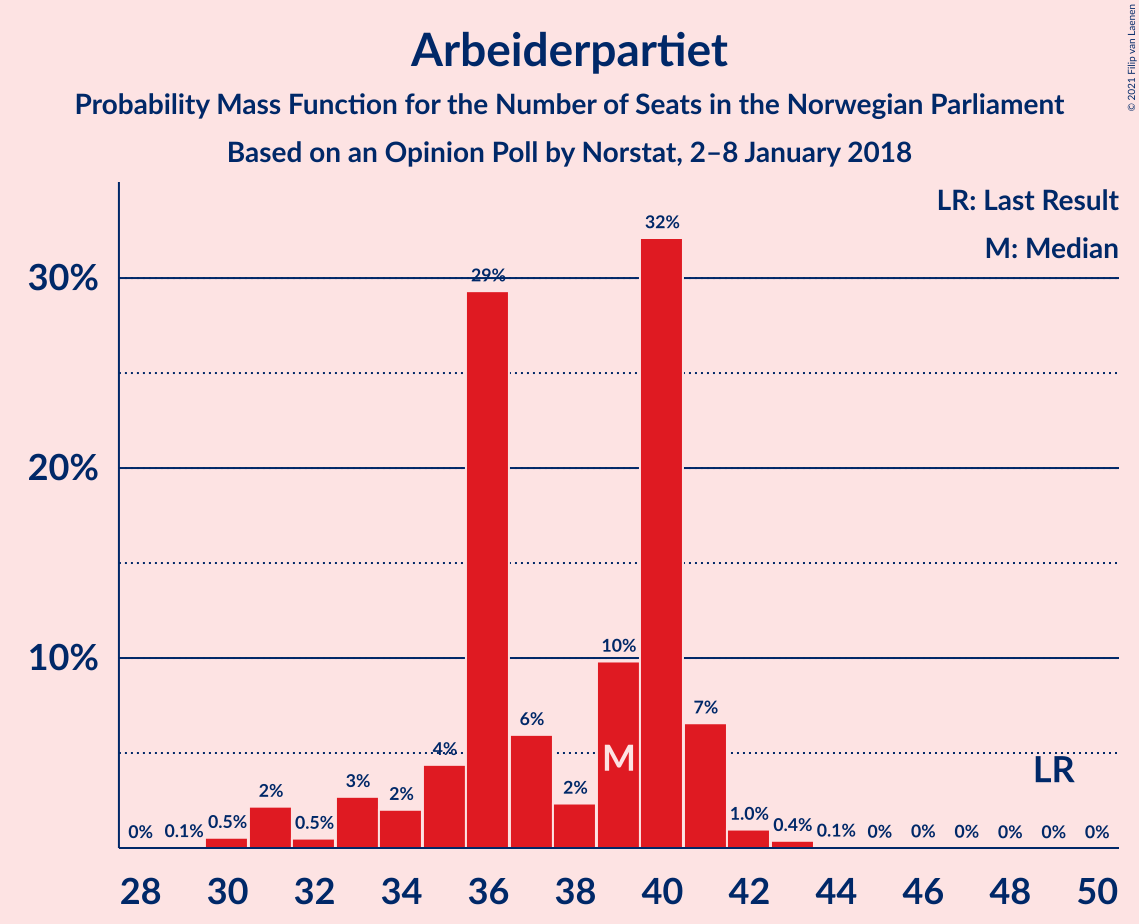 Arbeiderpartiet
Probability Mass Function for the Number of Seats in the Norwegian Parliament
Based on an Opinion Poll by Norstat, 2–8 January 2018
© 2021 Filip van Laenen
LR: Last Result
M: Median
30%
20%
10%
0% 0.1% 0.5% 2% 0.5% 3% 2% 4% 29% 6% 2% 10% 32% 7% 1.0% 0.4% 0.1% 0% 0% 0% 0% 0% 0%
M
LR
28 30 32 34 36 38 40 42 44 46 48 50